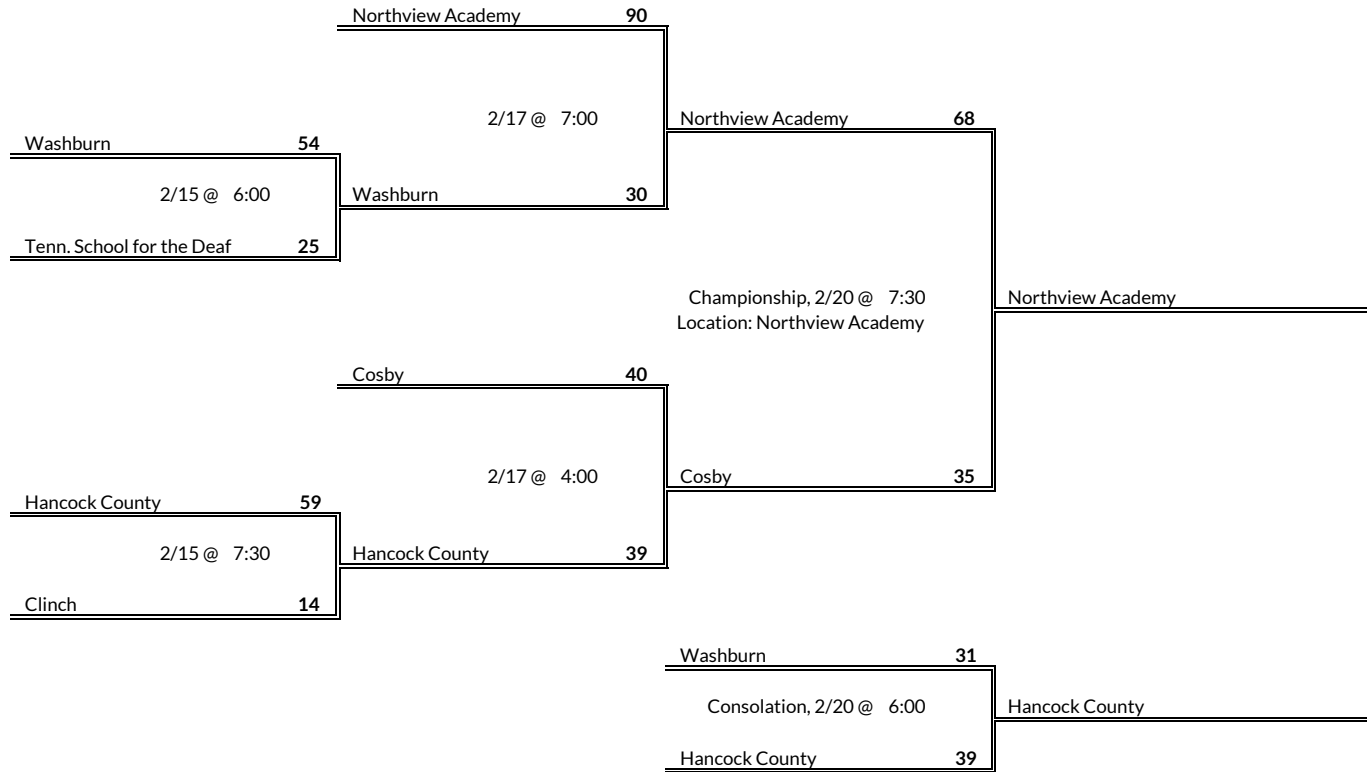 Northview Academy 90
2/17 @ 7:00
Northview Academy 68
Washburn 54
2/15 @ 6:00
Washburn 30
Tenn. School for the Deaf 25
Championship, 2/20 @ 7:30
Northview Academy
Location: Northview Academy
Cosby 40
2/17 @ 4:00
Cosby 35
Hancock County 59
2/15 @ 7:30
Hancock County 39
Clinch 14
Washburn 31
Consolation, 2/20 @ 6:00
Hancock County
Hancock County 39